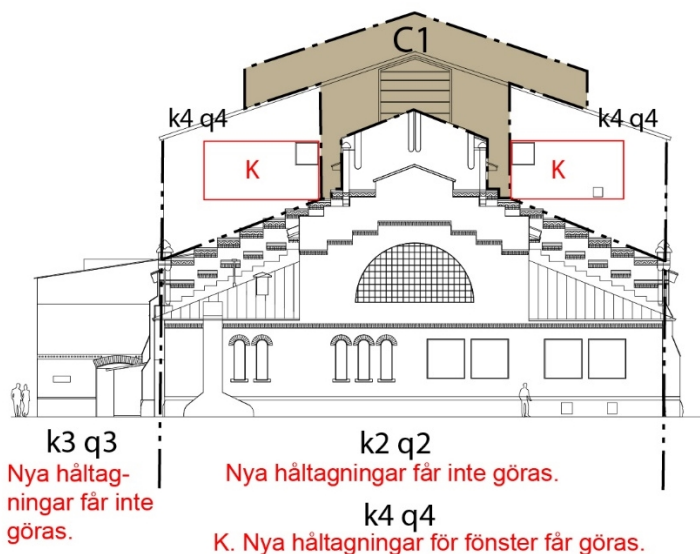 C1
k4 q4
k4 q4
K
K
k3 q3
Nya håltag-
ningar får inte
göras.
k2 q2
Nya håltagningar får inte göras.
k4 q4
K. Nya håltagningar för fönster får göras.